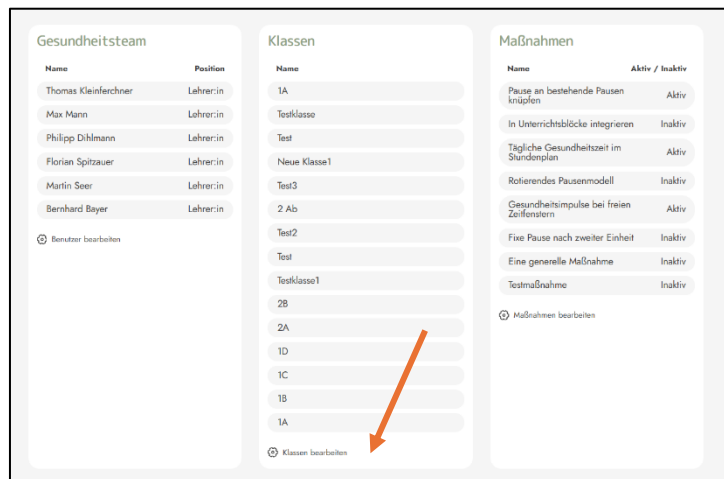 Gesundheitsteam
Name Position
Thomas Kleinferchner Lehrer:in
Max Mann Lehrer:in
Philipp Dihlmann Lehrer:in
Florian Spitzauer Lehrer:in
Martin Seer Lehrer:in
Bernhard Bayer Lehrer:in
Benutzer bearbeiten
Klassen
Name
1A
Testklasse
Test
Neue Klasse1
Test3
2 Ab
Test2
Test
Testklasse1
2B
2A
1D
1C
1B
1A
Klassen bearbeiten
Maßnahmen
Name Aktiv / Inaktiv
Pause an bestehende Pausen
knüpfen Aktiv
In Unterrichtsblöcke integrieren Inaktiv
Tägliche Gesundheitszeit im
Stundenplan Aktiv
Rotierendes Pausenmodell Inaktiv
Gesundheitsimpulse bei freien
Zeitfenstern Aktiv
Fixe Pause nach zweiter Einheit Inaktiv
Eine generelle Maßnahme Inaktiv
Testmaßnahme Inaktiv
Maßnahmen bearbeiten